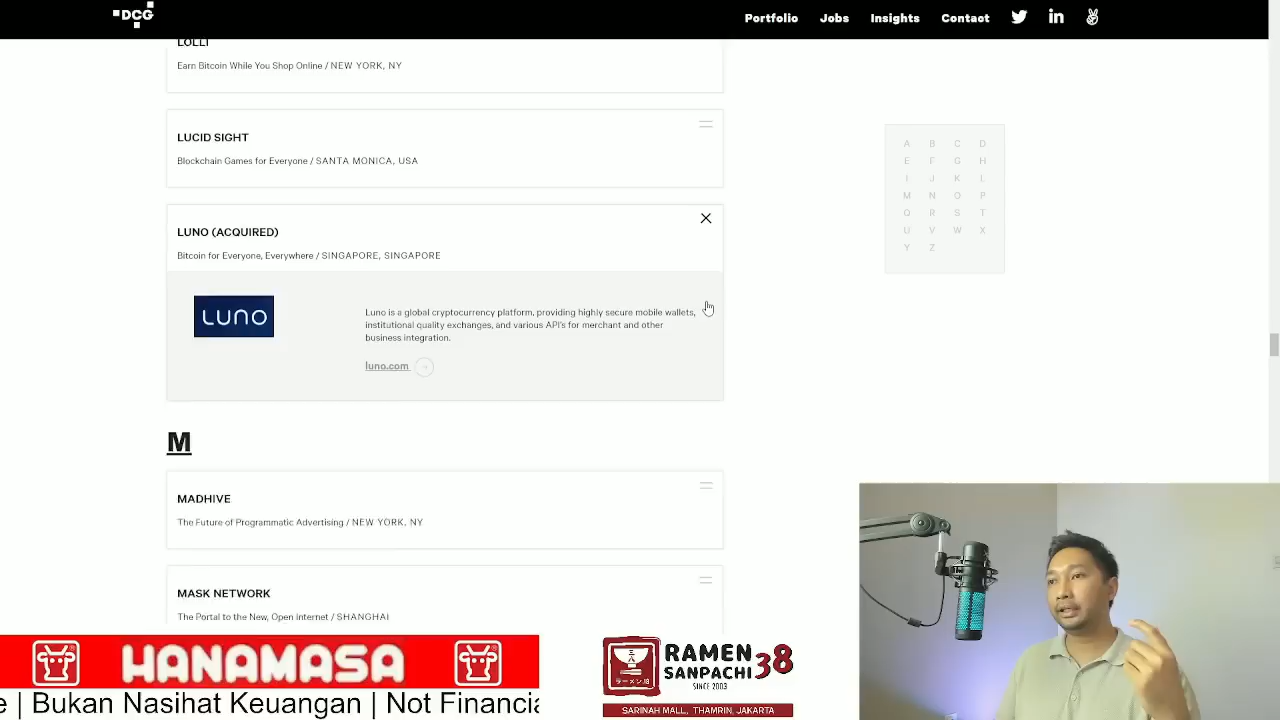 DCG
Portfolio Jobs Insights Contact
LOLLI
Earn Bitcoin While You Shop Online / NEW YORK, NY
LUCID SIGHT
Blockchain Games for Everyone / SANTA MONICA, USA
A B C D
E F G H
I J K L
M N O P
Q R S T
U V W X
Y Z
LUNO (ACQUIRED)
Bitcoin for Everyone, Everywhere / SINGAPORE, SINGAPORE
LUNO
Luno is a global cryptocurrency platform, providing highly secure mobile wallets,
institutional quality exchanges, and various API's for merchant and other
business integration.
luno.com
M
MADHIVE
The Future of Programmatic Advertising / NEW YORK, NY
MASK NETWORK
The Portal to the New, Open Internet / SHANGHAI
HANAMASA
RAMEN
SANPACHI 38
SINCE 2003
SARINAH MALL, THAMRIN, JAKARTA
e | Bukan Nasihat Keuangan | Not Financia